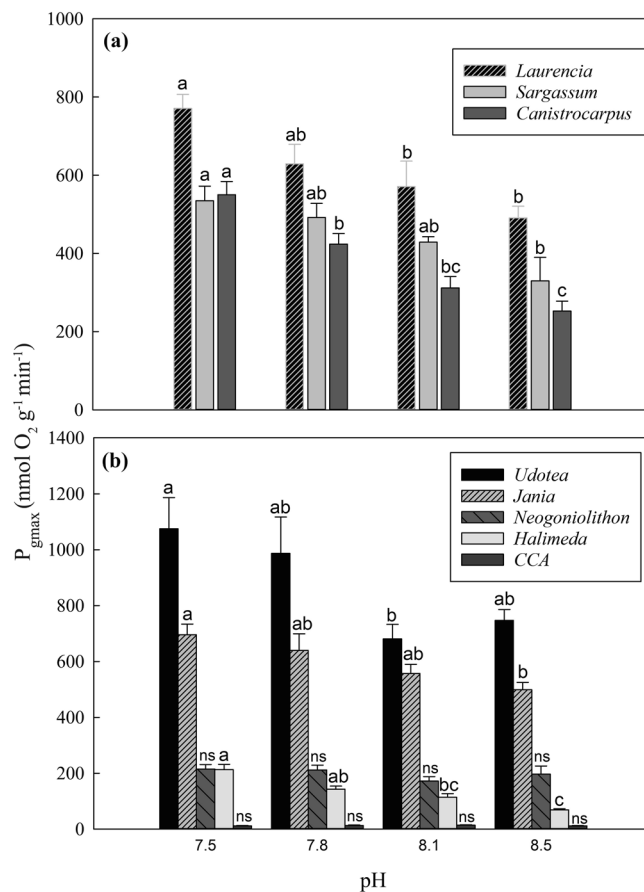 (a)
Laurencia
Sargassum
Canistrocarpus
1000
800
600
400
200
0
a
a
a
ab
ab
b
b
ab
bc
b
b
c
P gmax (nmol O2 g-1 min-1)
(b)
Udotea
Jania
Neogoniolithon
Halimeda
CCA
1400
1200
1000
800
600
400
200
0
a
a
ns
a
ns
ab
ab
ns
ab
ns
b
ab
ns
bc
ns
ab
b
ns
c
ns
7.5 7.8 8.1 8.5
pH